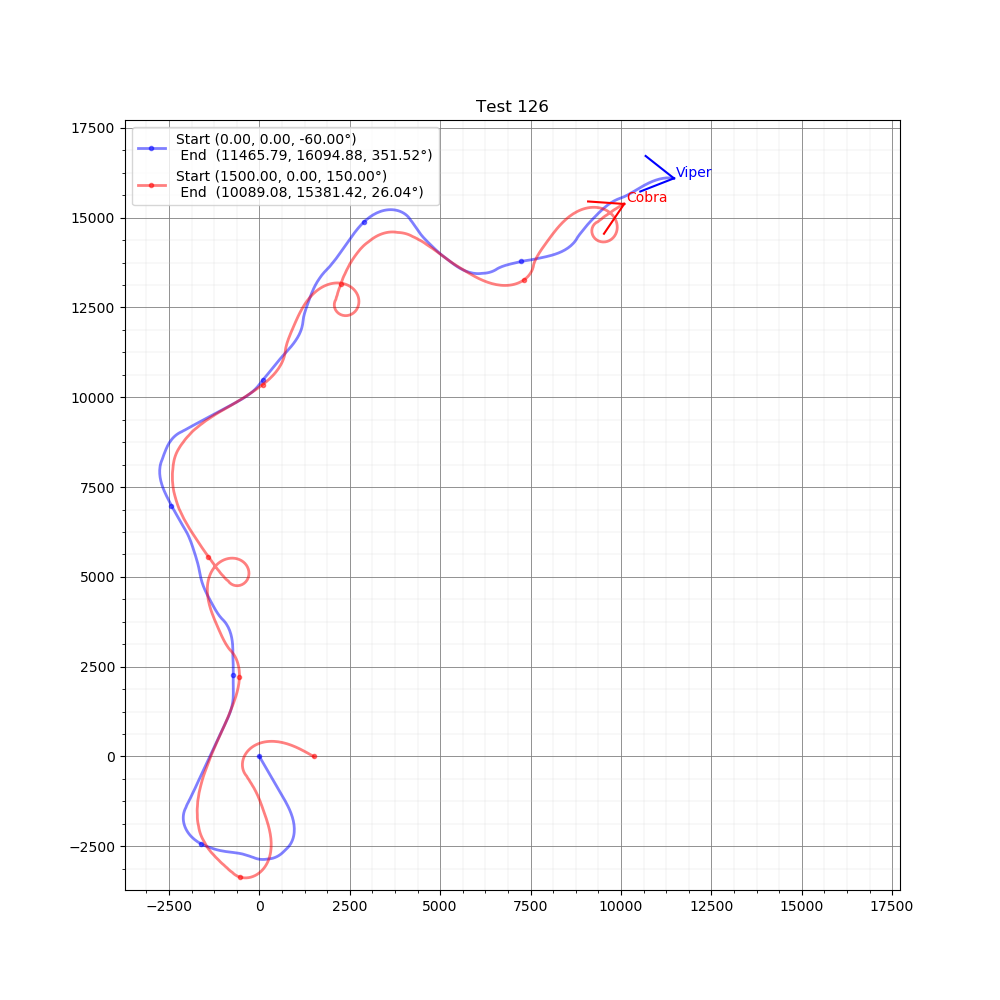 Test 126
Start (0.00, 0.00, -60.00°)
End (11465.79, 16094.88, 351.52°)
Start (1500.00, 0.00, 150.00°)
End (10089.08, 15381.42, 26.04°)
Viper
Cobra
17500
15000
12500
10000
7500
5000
2500
0
−2500
−2500 0 2500 5000 7500 10000 12500 15000 17500